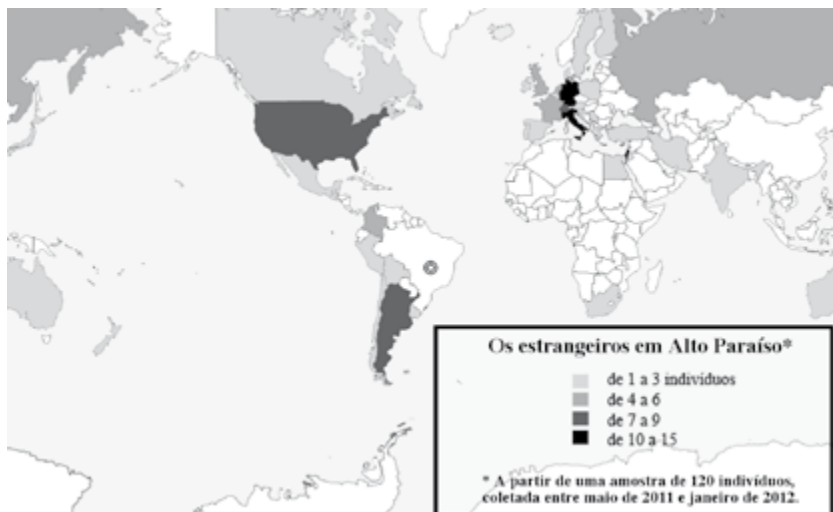 Os estrangeiros em Alto Paraíso*
de 1 a 3 indivíduos
de 4 a 6
de 7 a 9
de 10 a 15
* A partir de uma amostra de 120 indivíduos,
coletada entre maio de 2011 e janeiro de 2012.